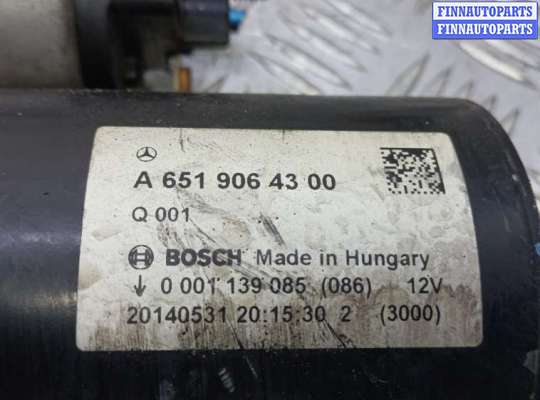 FINNAUTOPARTS
FINNAUTOPARTS
A 651 906 43 00
Q 001
BOSCH Made in Hungary
0 001 139 085 (086) 12V
20140531 20:15:30 2 (3000)